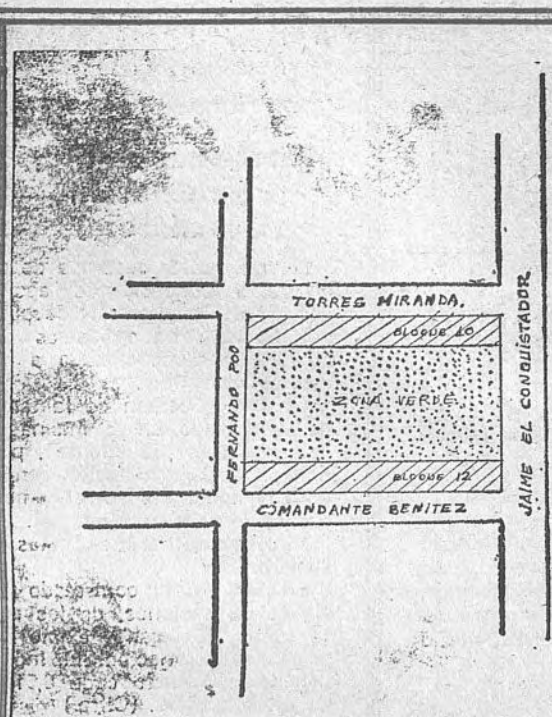 TORRES MIRANDA.
BLOQUE 10
FERNANDO POO
ZONA VERDE
JAIME EL CONQUISTADOR
BLOQUE 12
COMANDANTE BENITEZ